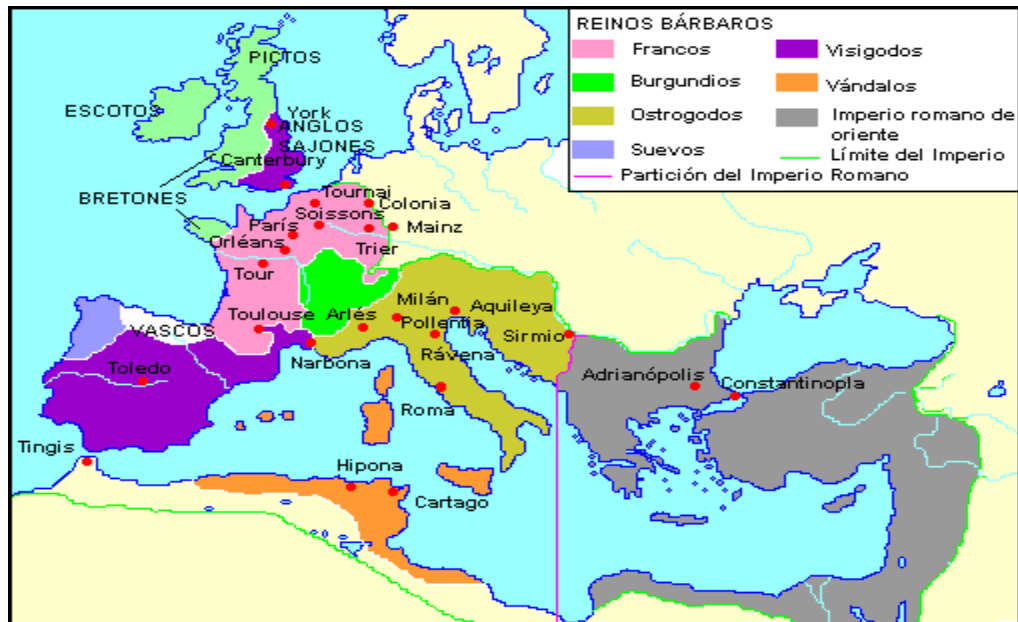 REINOS BÁRBAROS
Francos
Visigodos
Burgundios
Vándalos
Ostrogodos
Imperio romano de
oriente
Suevos
Límite del Imperio
Partición del Imperio Romano
PICTOS
ESCOTOS
York
ANGLOS
SAJONES
Canterbury
BRETONES
Tournai
Colonia
Soissons
París
Mainz
Orléans
Trier
Tour
Milán
Aquileya
Toulouse
Arlés
Pollentia
Sirmio
VASCOS
Rávena
Narbona
Toledo
Adrianópolis
Constantinopla
Roma
Tingis
Hipona
Cartago